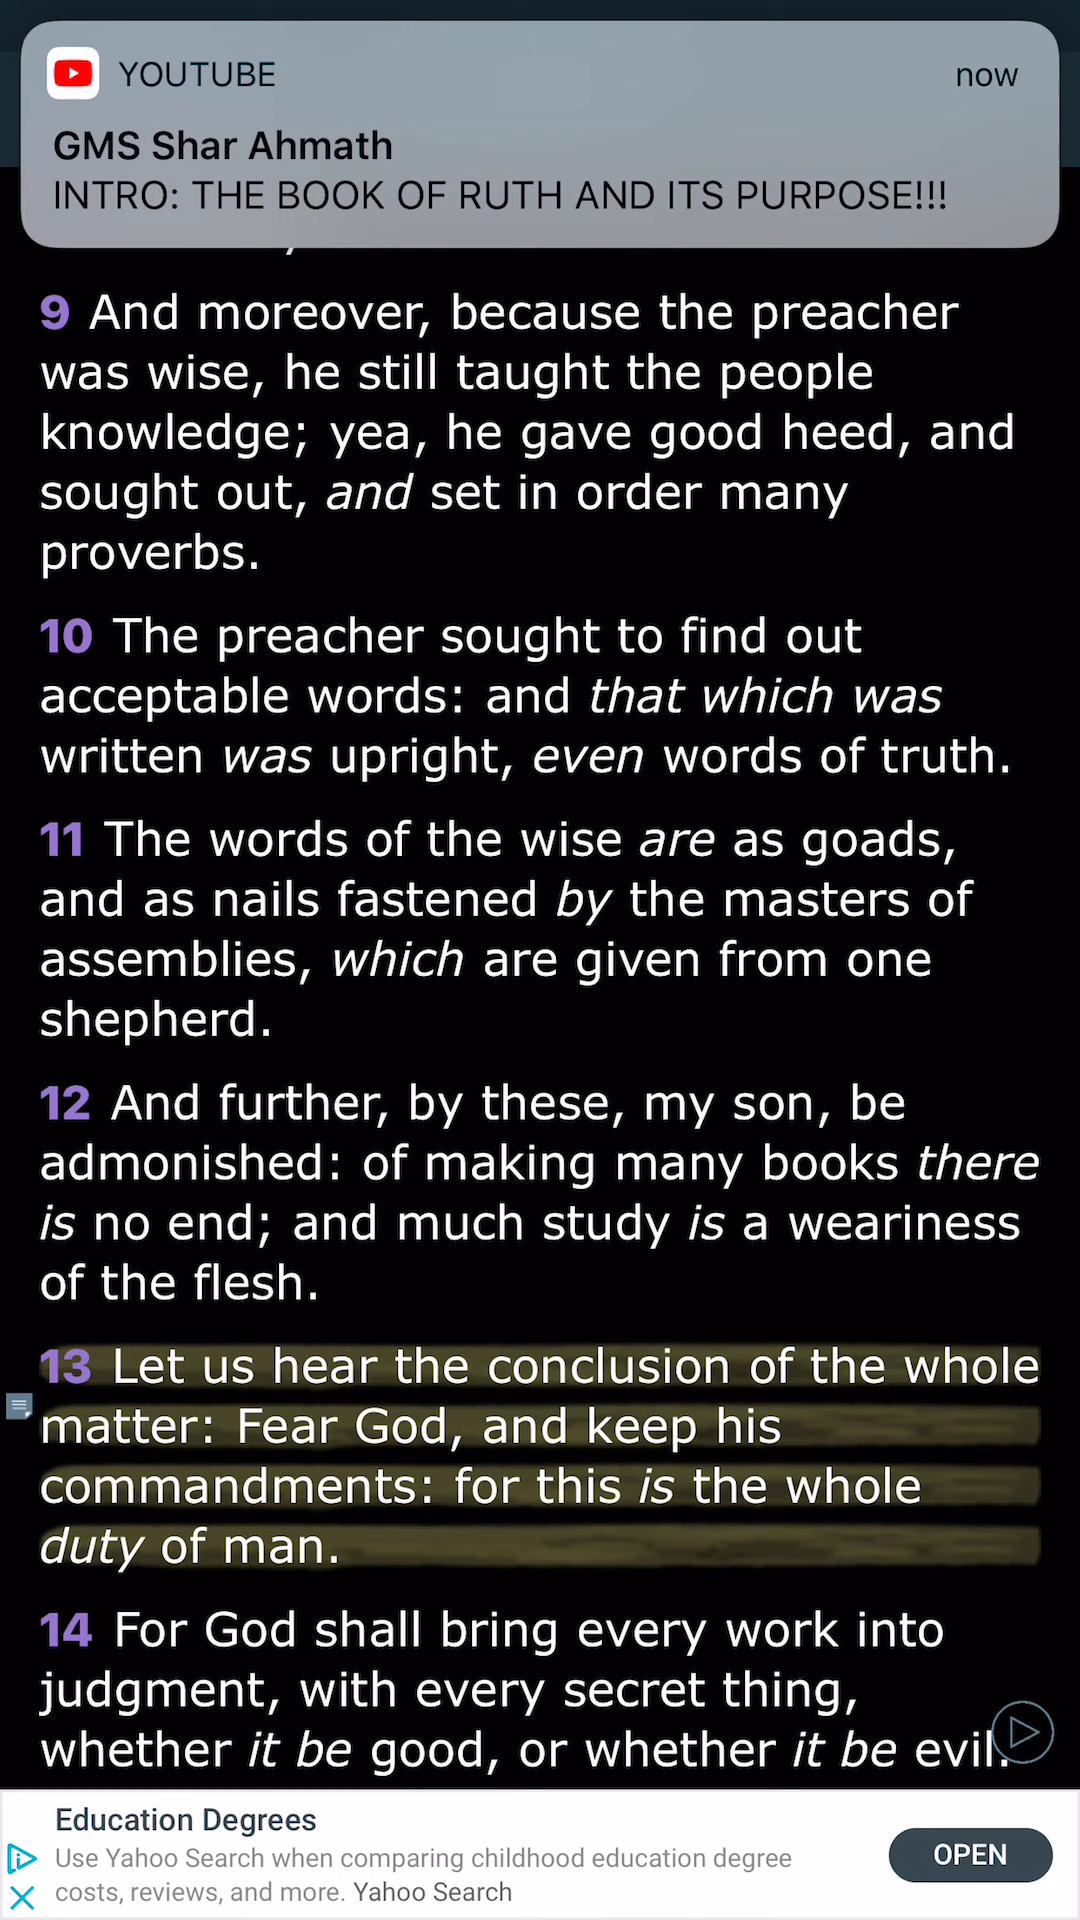 YOUTUBE
now
GMS Shar Ahmath
INTRO: THE BOOK OF RUTH AND ITS PURPOSE!!!
9 And moreover, because the preacher
was wise, he still taught the people
knowledge; yea, he gave good heed, and
sought out, and set in order many
proverbs.
10 The preacher sought to find out
acceptable words: and that which was
written was upright, even words of truth.
11 The words of the wise are as goads,
and as nails fastened by the masters of
assemblies, which are given from one
shepherd.
12 And further, by these, my son, be
admonished: of making many books there
is no end; and much study is a weariness
of the flesh.
13 Let us hear the conclusion of the whole
matter: Fear God, and keep his
commandments: for this is the whole
duty of man.
14 For God shall bring every work into
judgment, with every secret thing,
whether it be good, or whether it be evil.
Education Degrees
Use Yahoo Search when comparing childhood education degree
costs, reviews, and more. Yahoo Search
OPEN